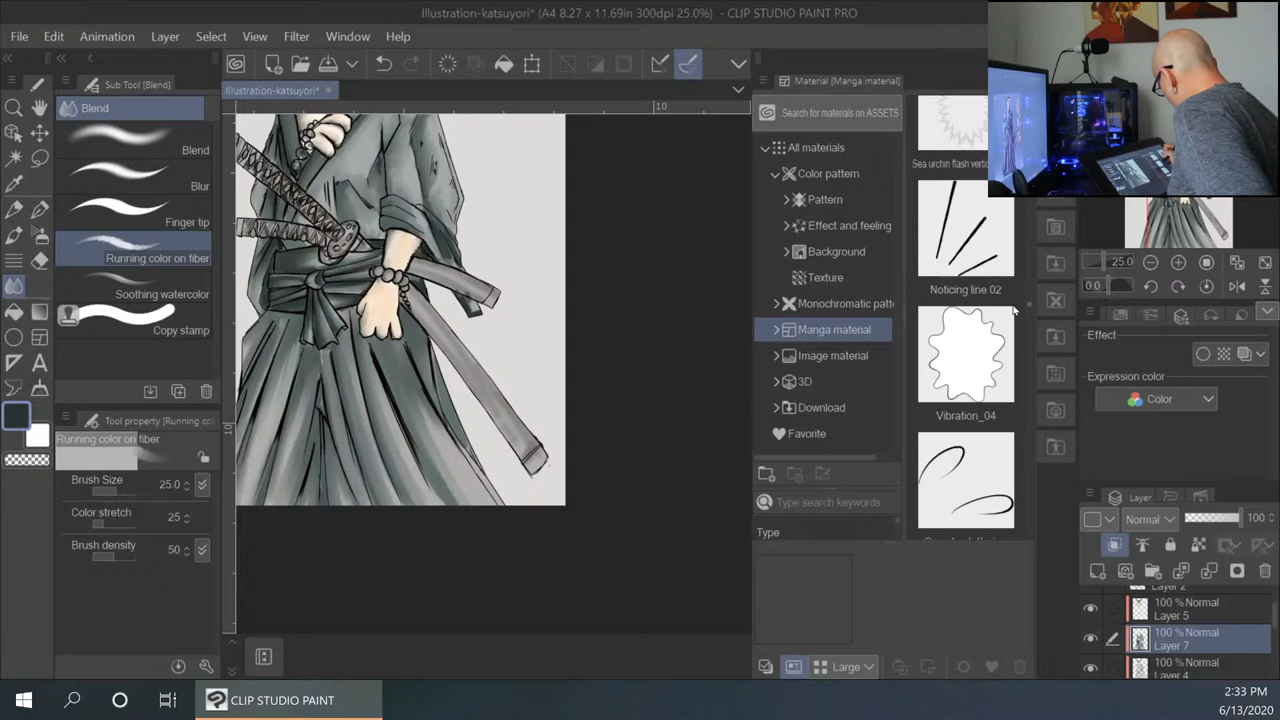 Illustration-katsuyori* (A4 8.27 x 11.69in 300dpi 25.0%) - CLIP STUDIO PAINT PRO
File Edit Animation Layer Select View Filter Window Help
Sub Tool [Blend]
Illustration-katsuyori*
Material [Manga material]
Blend
Blend
Blur
Finger tip
Running color on fiber
Soothing watercolor
Copy stamp
Tool property [Running color on
Running color on fiber
Brush Size 25.0
Color stretch 25
Brush density 50
10
10
Search for materials on ASSETS
All materials
Color pattern
Pattern
Effect and feeling
Background
Texture
Monochromatic patt
Manga material
Image material
3D
Download
Favorite
Type search keywords
Type
Large
Sea urchin flash verti
Noticing line 02
Vibration_04
25.0
0.0
Effect
Expression color
Color
Layer
Normal 100
Layer 2
100 % Normal
Layer 5
100 % Normal
Layer 7
100 % Normal
Layer 4
CLIP STUDIO PAINT
2:33 PM
6/13/2020